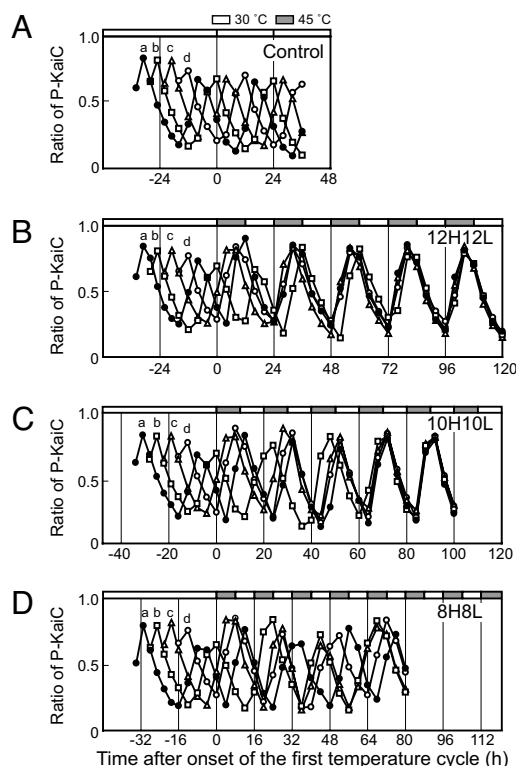 30 ˚C 45 ˚C
A
Control
a b c d
Ratio of P-KaiC
1.0
0.5
0
-24 0 24 48
B
12H12L
a b c d
Ratio of P-KaiC
1.0
0.5
0
-24 0 24 48 72 96 120
C
10H10L
a b c d
Ratio of P-KaiC
1.0
0.5
0
-40 -20 0 20 40 60 80 100 120
D
8H8L
a b c d
Ratio of P-KaiC
1.0
0.5
0
-32 -16 0 16 32 48 64 80 96 112
Time after onset of the first temperature cycle (h)